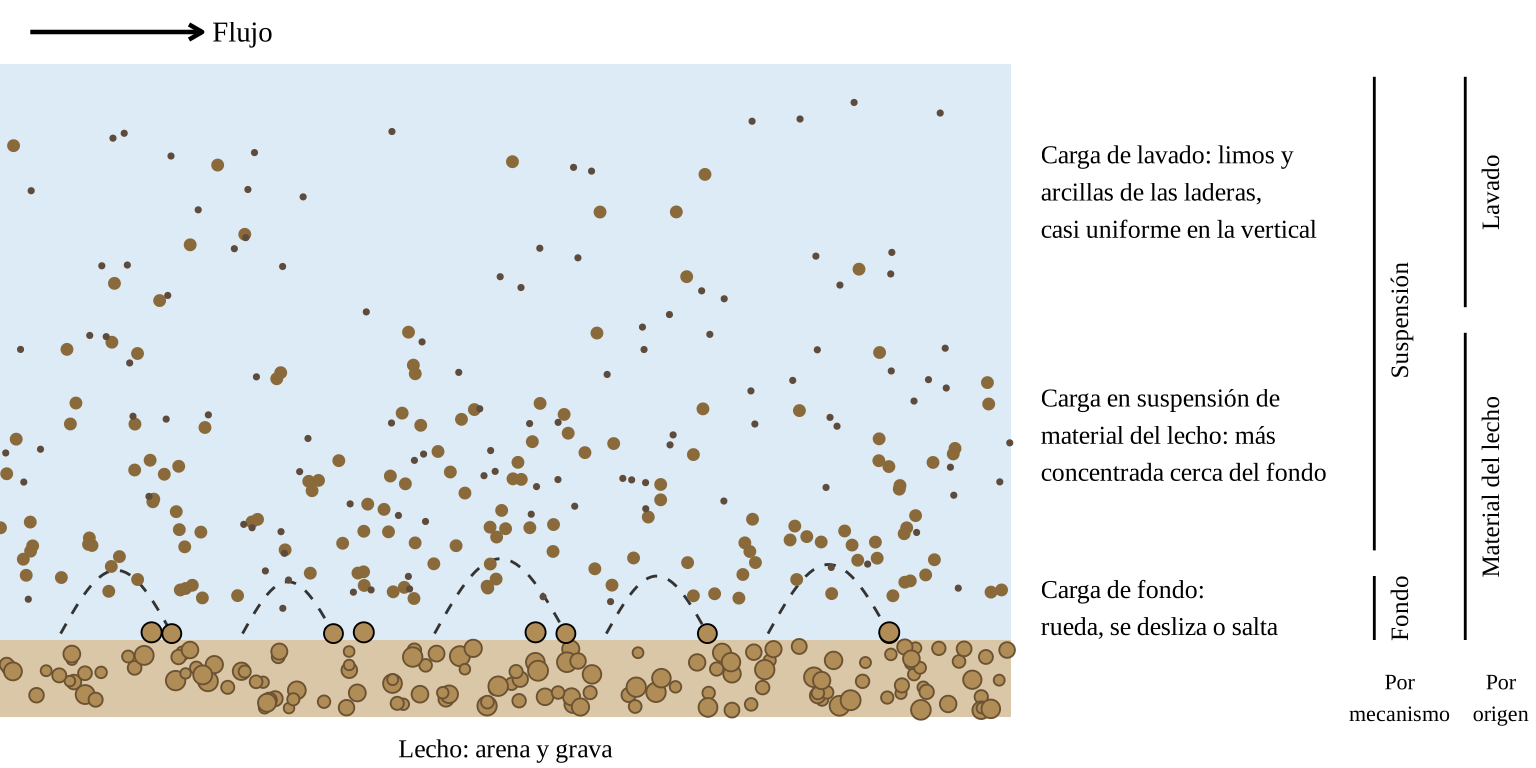 Flujo
Carga de lavado: limos y
arcillas de las laderas,
casi uniforme en la vertical
Carga en suspensión de
material del lecho: más
concentrada cerca del fondo
Carga de fondo:
rueda, se desliza o salta
Suspensión
Fondo
Lavado
Material del lecho
Por
mecanismo
Por
origen
Lecho: arena y grava